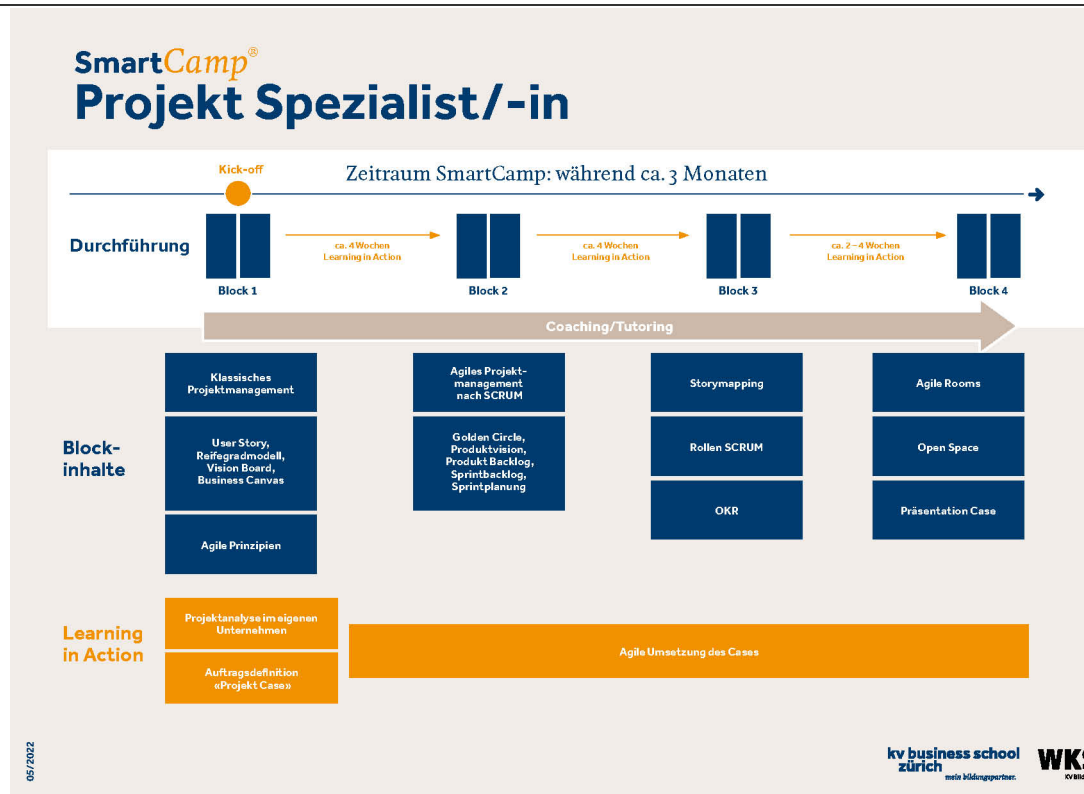 SmartCamp®
Projekt Spezialist/-in
Kick-off
Zeitraum SmartCamp: während ca. 3 Monaten
Durchführung
ca. 4 Wochen
Learning in Action
ca. 4 Wochen
Learning in Action
ca. 2–4 Wochen
Learning in Action
Block 1
Block 2
Block 3
Block 4
Coaching/Tutoring
Block-
inhalte
Klassisches
Projektmanagement
User Story,
Reifegradmodell,
Vision Board,
Business Canvas
Agile Prinzipien
Agiles Projekt-
management
nach SCRUM
Golden Circle,
Produktvision,
Produkt Backlog,
Sprintbacklog,
Sprintplanung
Storymapping
Rollen SCRUM
OKR
Agile Rooms
Open Space
Präsentation Case
Learning
in Action
Projektanalyse im eigenen
Unternehmen
Auftragsdefinition
«Projekt Case»
Agile Umsetzung des Cases
05/2022
kv business school
zürich
mein bildungspartner.
WKS
KV Bild